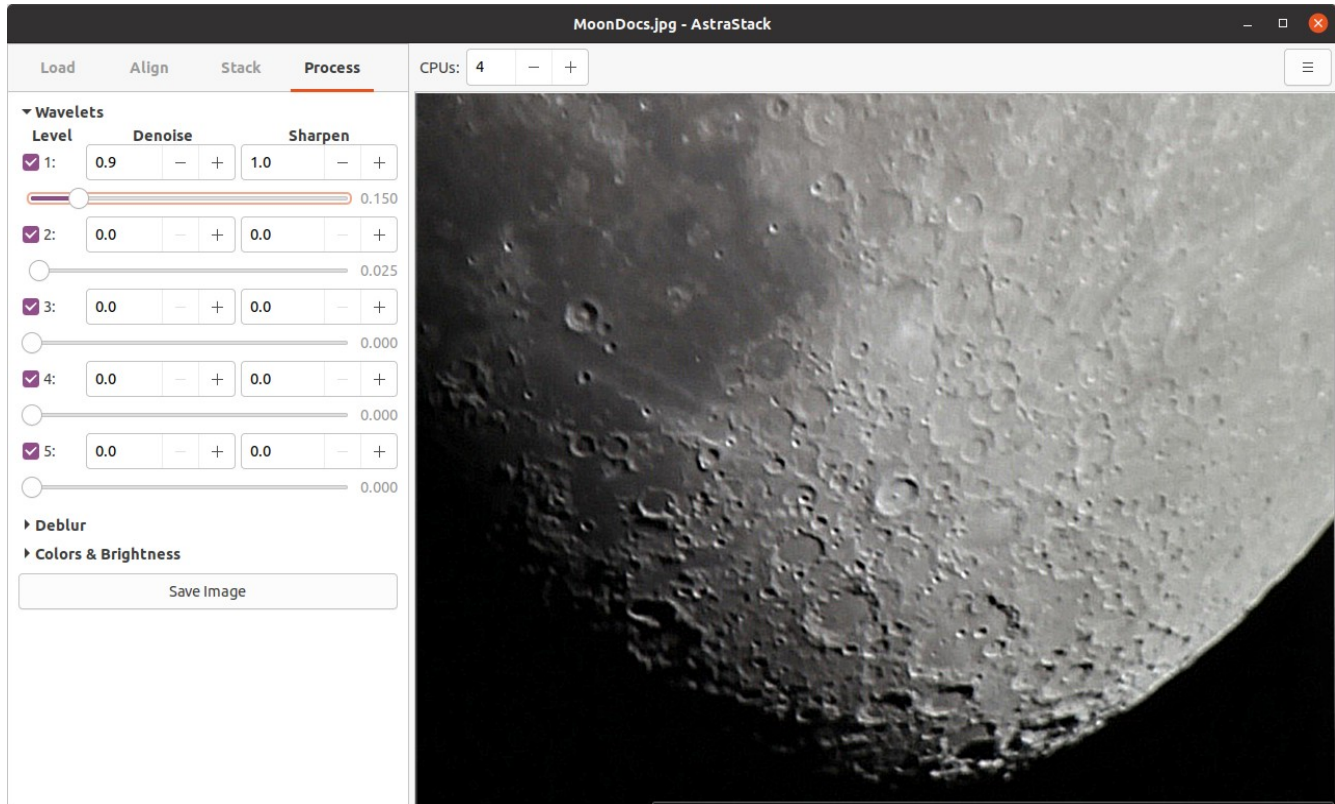 MoonDocs.jpg - AstraStack
Load Align Stack Process
CPUs: 4
Wavelets
Level Denoise Sharpen
1: 0.9 1.0
0.150
2: 0.0 0.0
0.025
3: 0.0 0.0
0.000
4: 0.0 0.0
0.000
5: 0.0 0.0
0.000
Deblur
Colors & Brightness
Save Image